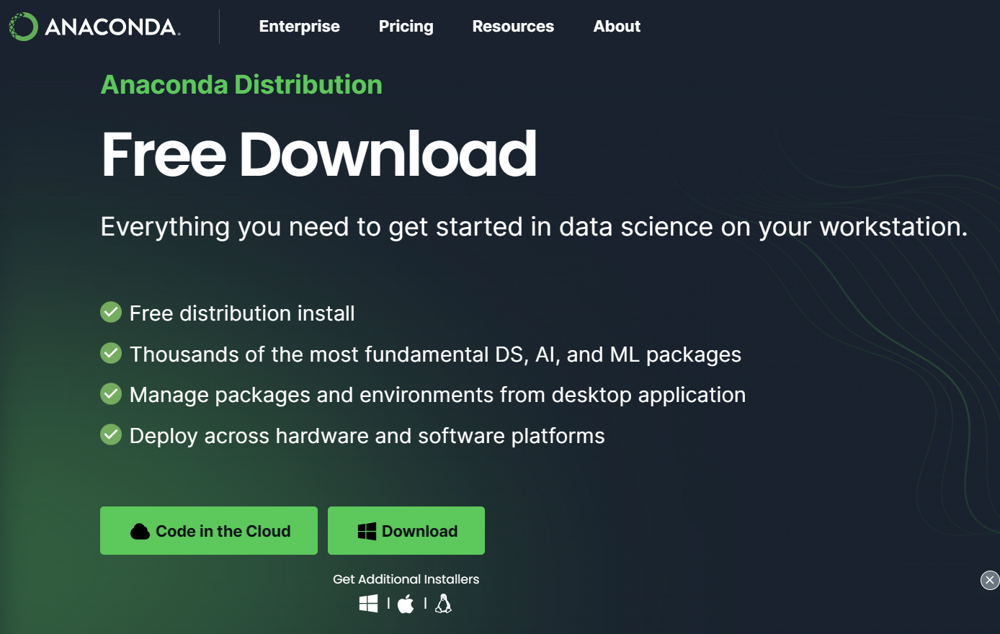 ANACONDA
Enterprise
Pricing
Resources
About
Anaconda Distribution
Free Download
Everything you need to get started in data science on your workstation.
Free distribution install
Thousands of the most fundamental DS, AI, and ML packages
Manage packages and environments from desktop application
Deploy across hardware and software platforms
Code in the Cloud
Download
Get Additional Installers
| |